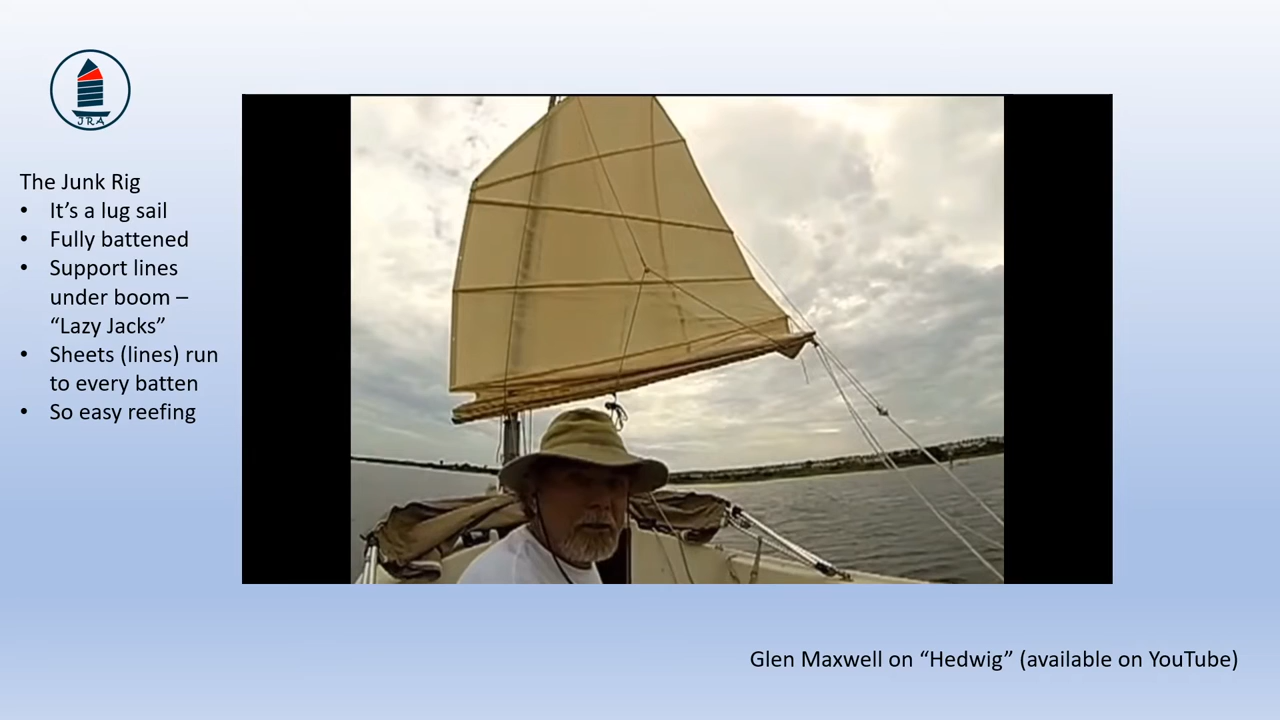 JRA
The Junk Rig
• It’s a lug sail
• Fully battened
• Support lines
under boom –
“Lazy Jacks”
• Sheets (lines) run
to every batten
• So easy reefing
Glen Maxwell on “Hedwig” (available on YouTube)